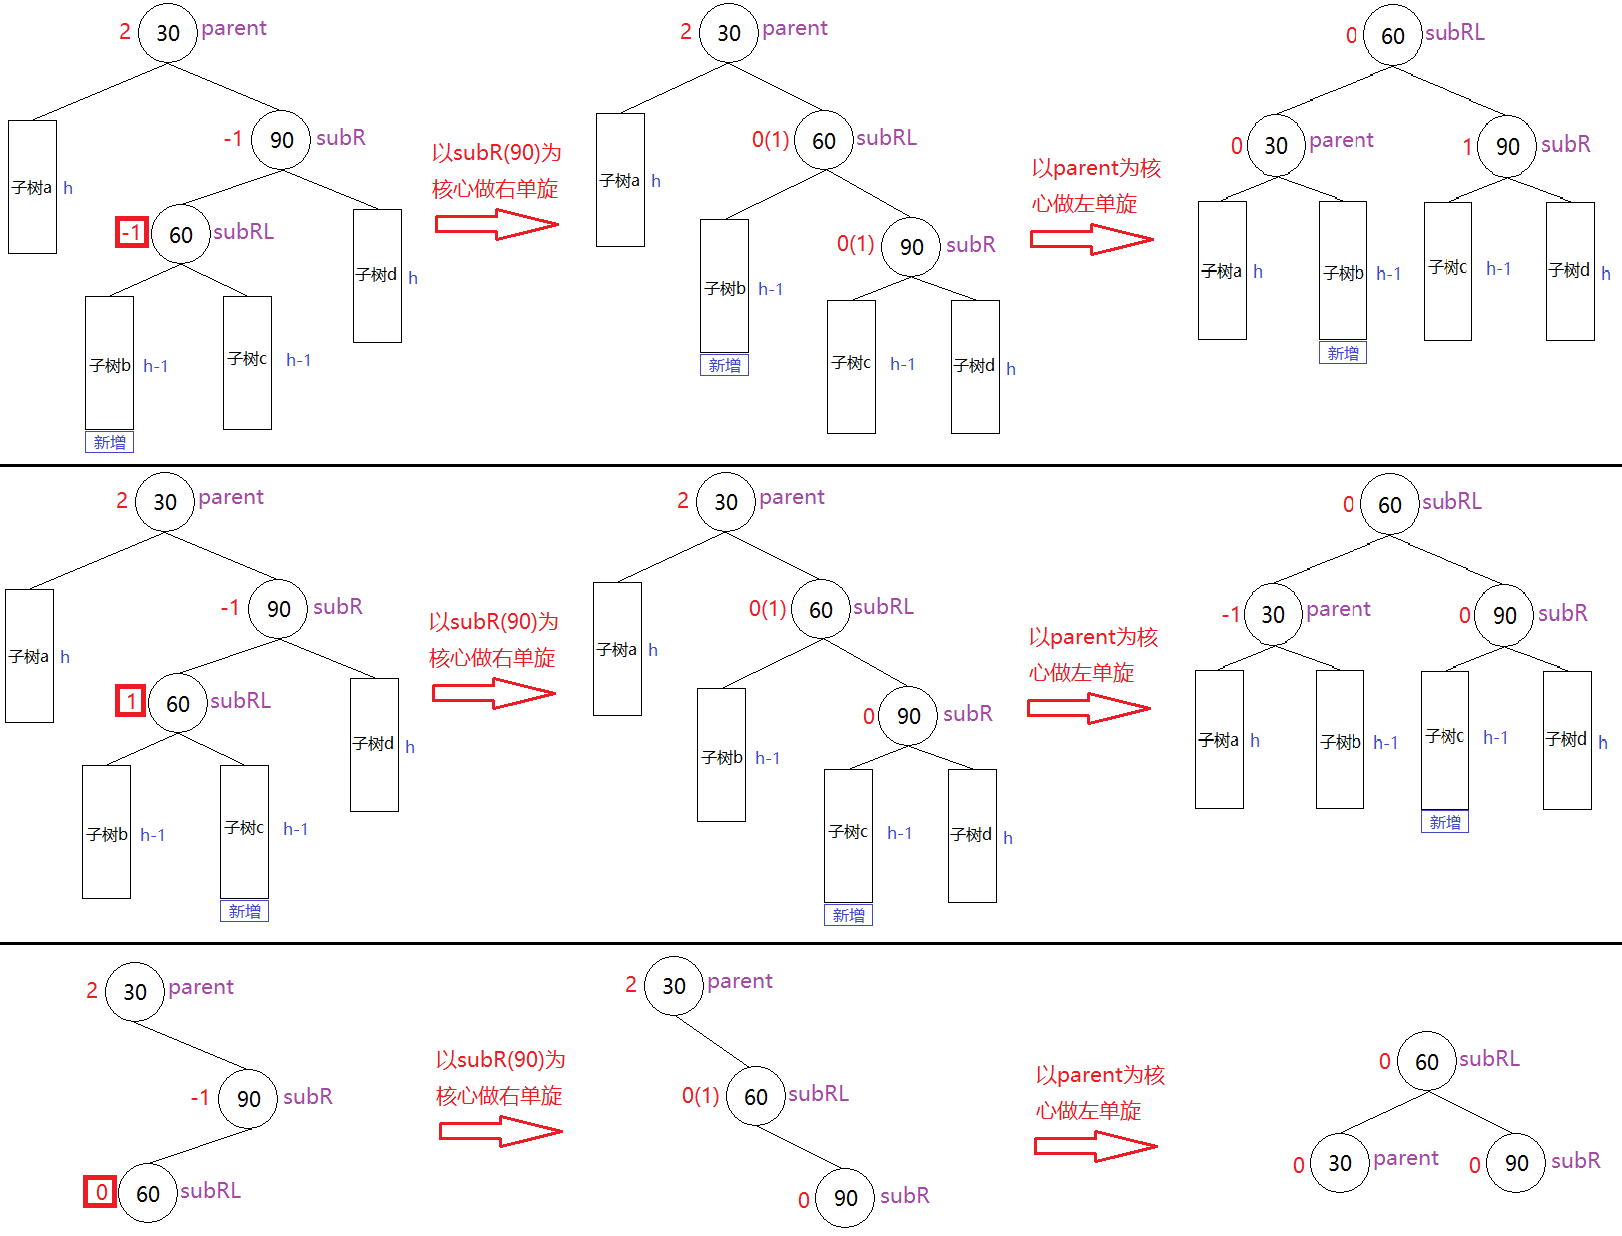 2 30 parent
-1 90 subR
子树a h
-1 60 subRL
子树d h
子树b h-1
子树c h-1
新增
以subR(90)为
核心做右单旋
2 30 parent
0(1) 60 subRL
子树a h
0(1) 90 subR
子树b h-1
新增
子树c h-1
子树d h
以parent为核
心做左单旋
0 60 subRL
0 30 parent
1 90 subR
子树a h
子树b h-1
子树c h-1
子树d h
新增
2 30 parent
-1 90 subR
子树a h
1 60 subRL
子树d h
子树b h-1
子树c h-1
新增
以subR(90)为
核心做右单旋
2 30 parent
0(1) 60 subRL
子树a h
0 90 subR
子树b h-1
子树c h-1
子树d h
新增
以parent为核
心做左单旋
0 60 subRL
-1 30 parent
0 90 subR
子树a h
子树b h-1
子树c h-1
子树d h
新增
2 30 parent
-1 90 subR
0 60 subRL
以subR(90)为
核心做右单旋
2 30 parent
0(1) 60 subRL
0 90 subR
以parent为核
心做左单旋
0 60 subRL
0 30 parent
0 90 subR